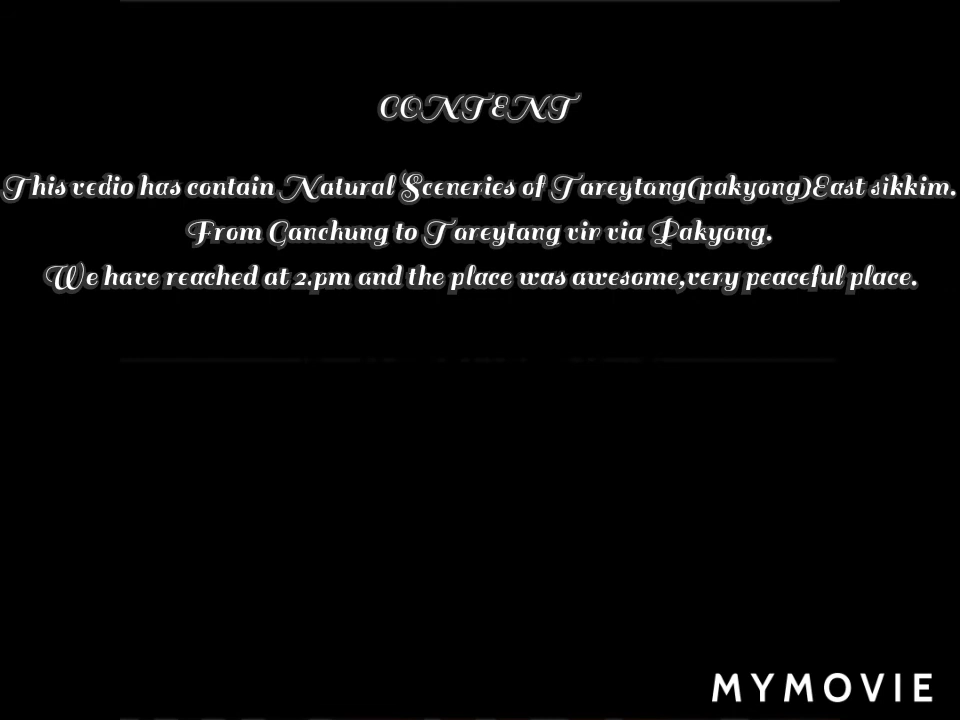 CONTENT
This vedio has contain Natural Sceneries of Tareytang(pakyong)East sikkim.
From Ganchung to Tareytang vir via Pakyong.
We have reached at 2.pm and the place was awesome,very peaceful place.
MYMOVIE